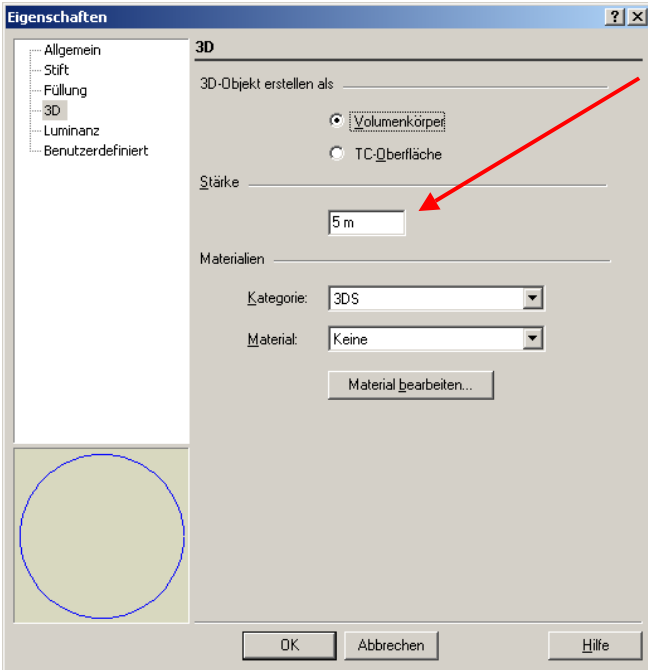 Eigenschaften
Allgemein
Stift
Füllung
3D
Luminanz
Benutzerdefiniert
3D
3D-Objekt erstellen als
Volumenkörper
TC-Oberfläche
Stärke
5 m
Materialien
Kategorie: 3DS
Material: Keine
Material bearbeiten...
OK Abbrechen Hilfe